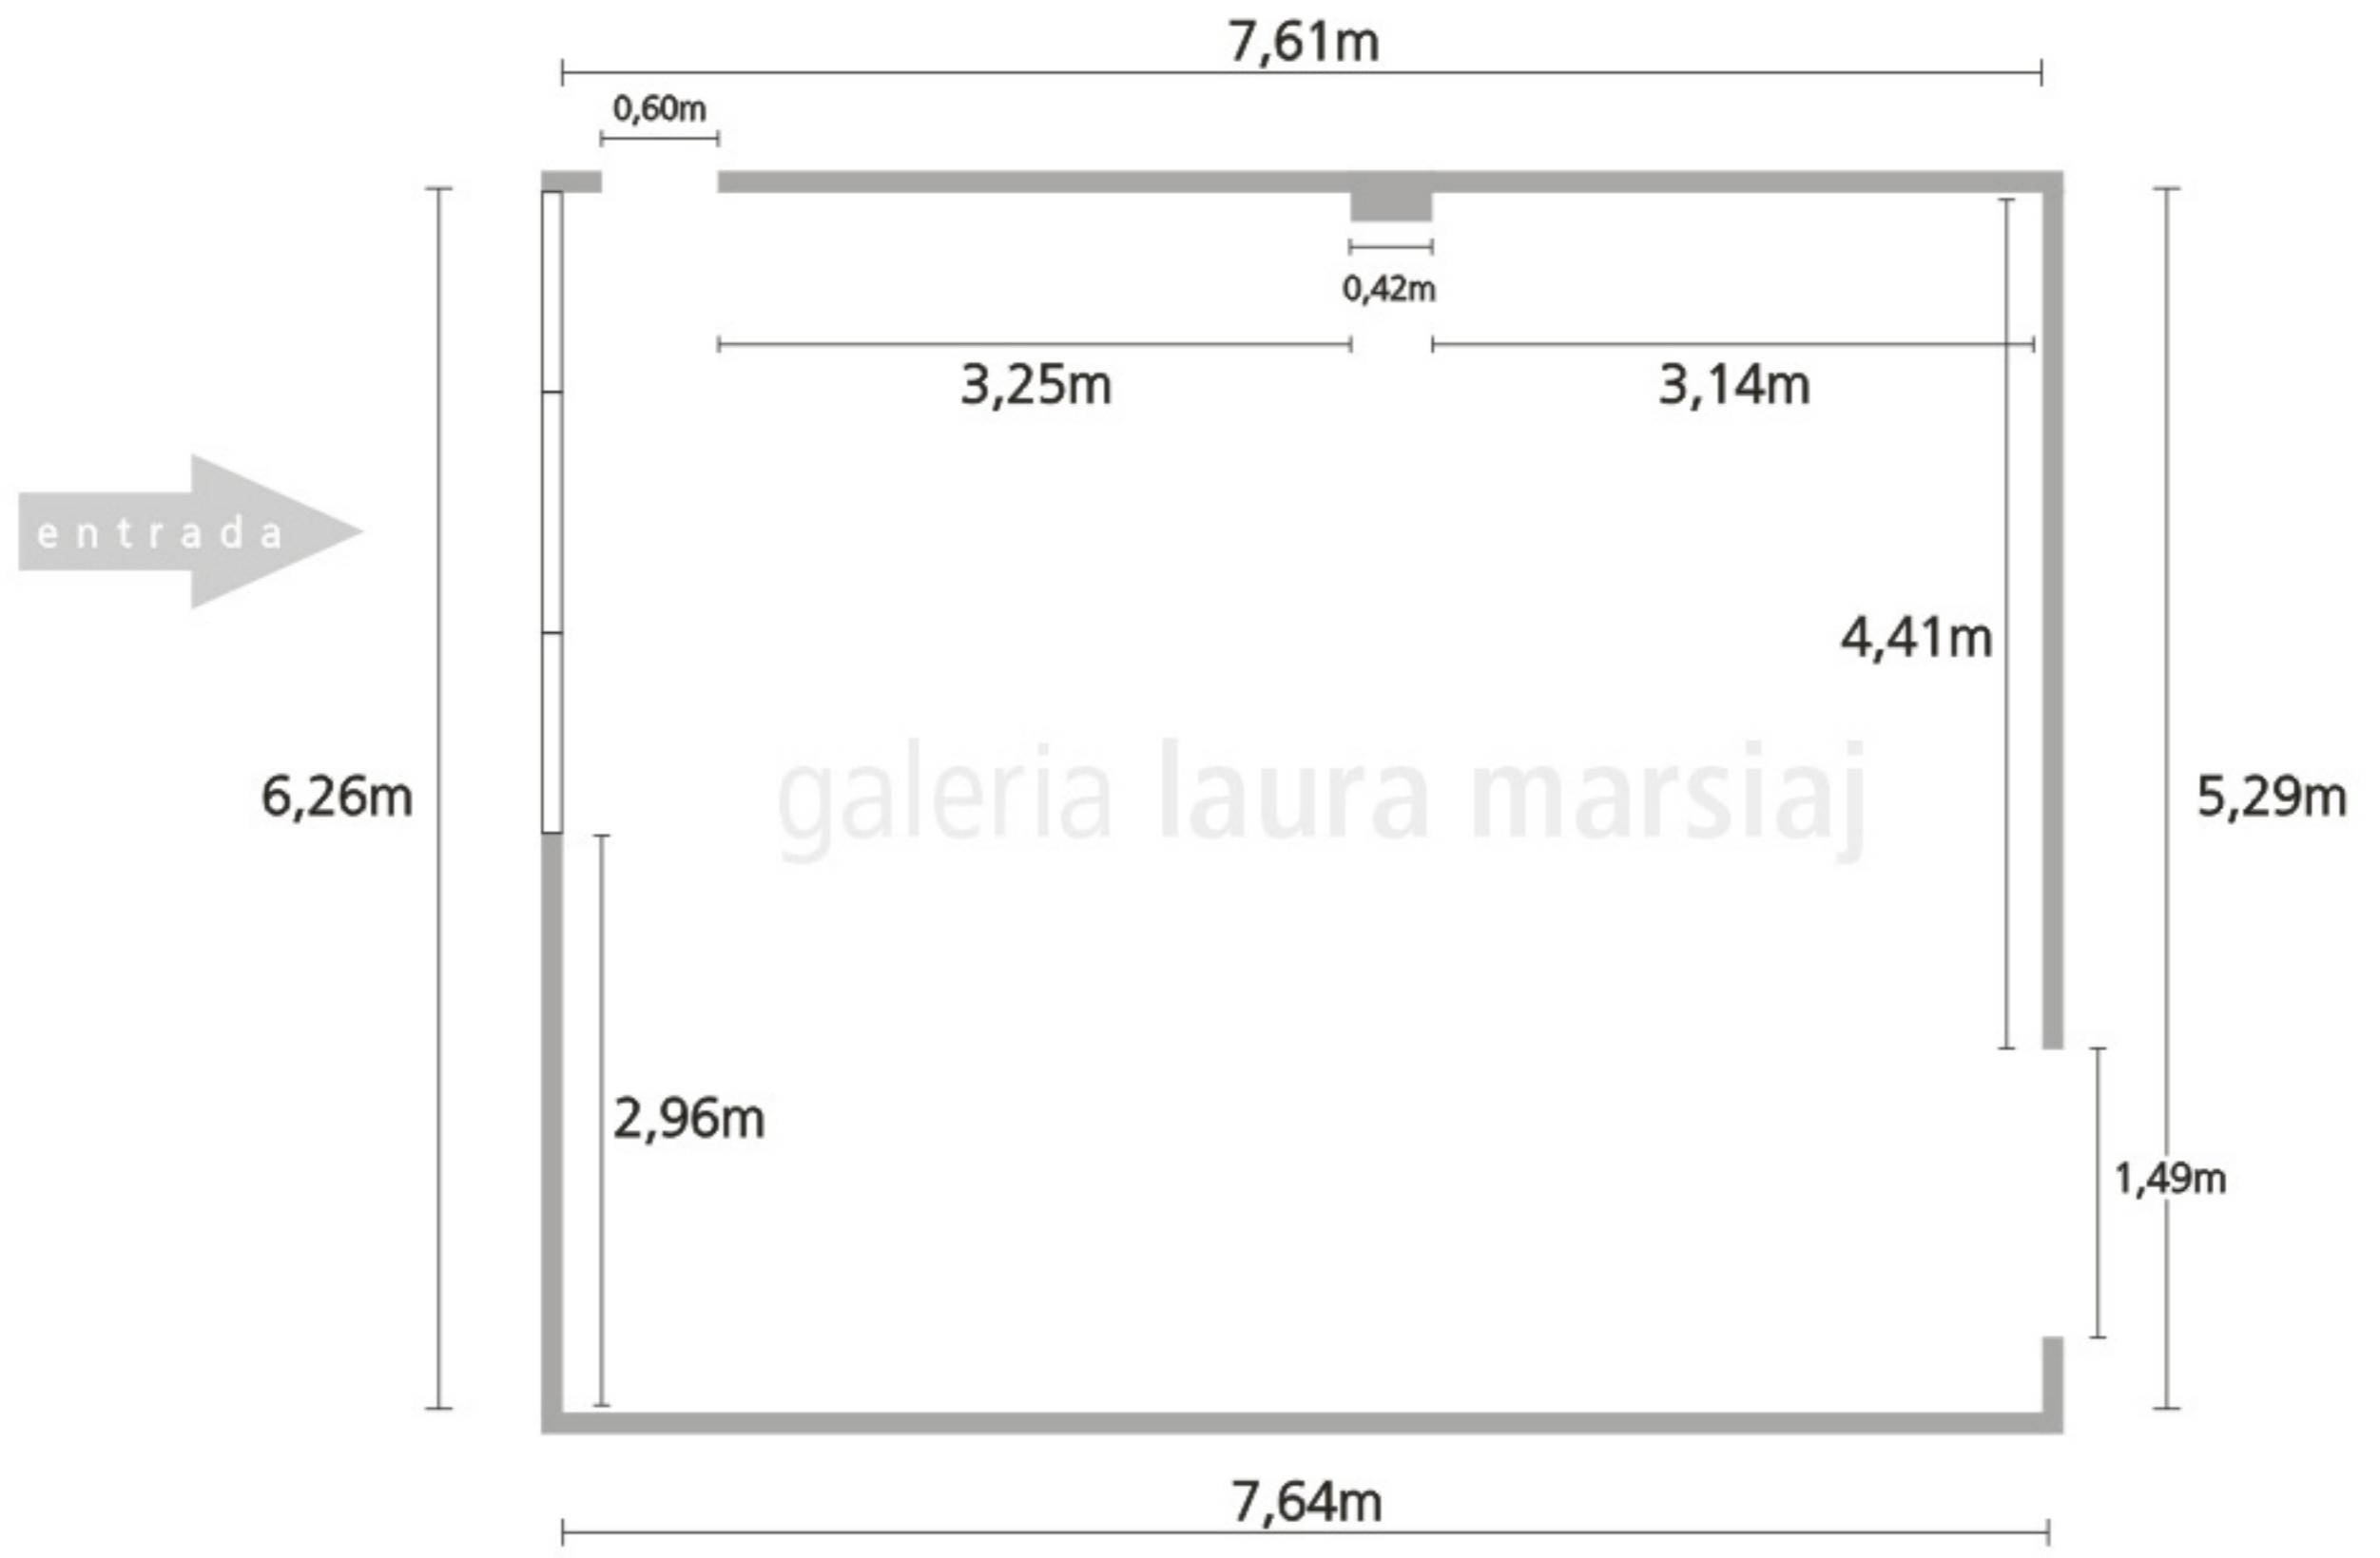 7,61m
0,60m
0,42m
3,25m
3,14m
entrada
4,41m
galeria laura marsiaj
6,26m
5,29m
2,96m
1,49m
7,64m